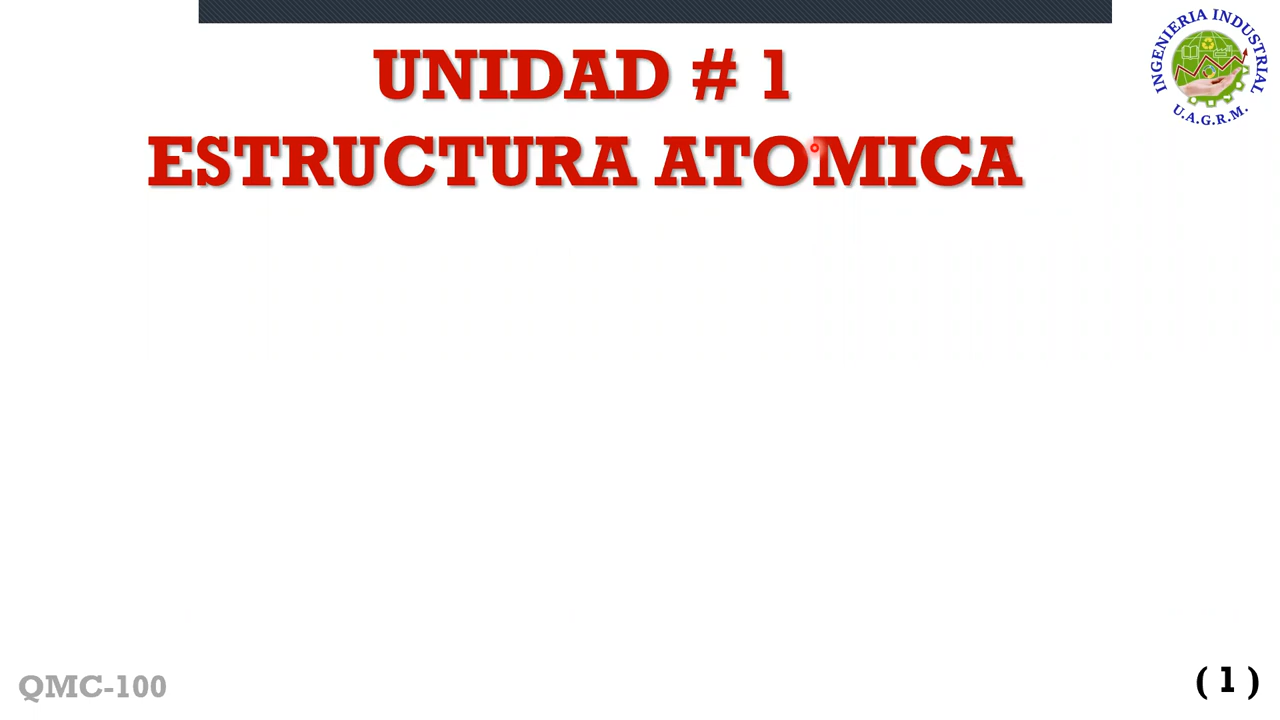 UNIDAD # 1
ESTRUCTURA ATOMICA
INGENIERIA INDUSTRIAL
U.A.G.R.M.
QMC-100
( 1 )